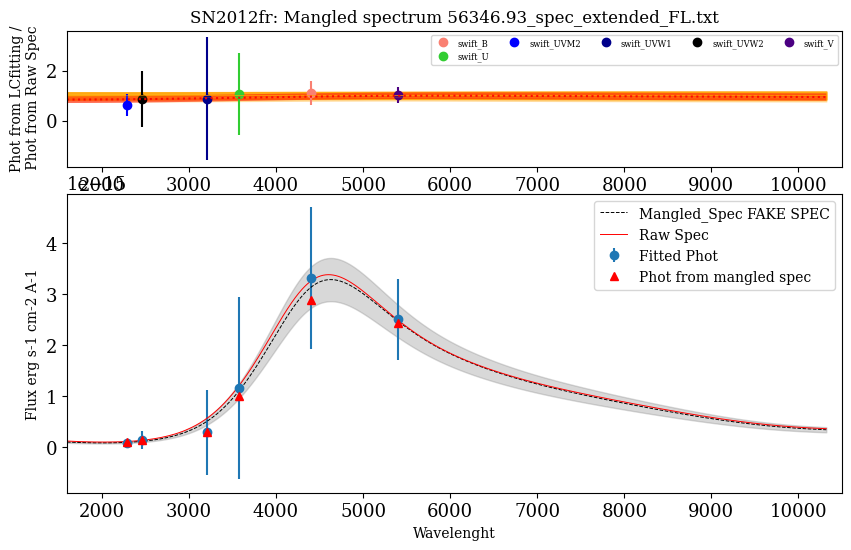 SN2012fr: Mangled spectrum 56346.93_spec_extended_FL.txt
Phot from LCfitting /
Phot from Raw Spec
2
0
swift_B swift_UVM2 swift_UVW1 swift_UVW2 swift_V
swift_U
2000 3000 4000 5000 6000 7000 8000 9000 10000
1e−15
Flux erg s-1 cm-2 A-1
4
3
2
1
0
Mangled_Spec FAKE SPEC
Raw Spec
Fitted Phot
Phot from mangled spec
2000 3000 4000 5000 6000 7000 8000 9000 10000
Wavelenght